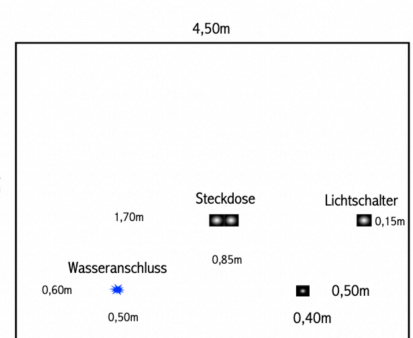 4,50m
Steckdose
Lichtschalter
1,70m
0,15m
0,85m
Wasseranschluss
0,60m
0,50m
0,50m
0,40m